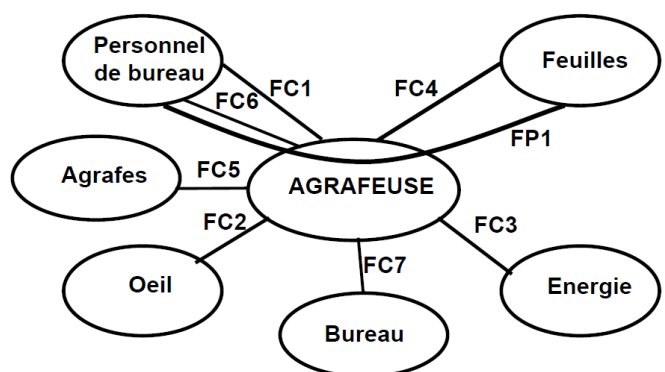 Personnel
de bureau
Feuilles
FC1
FC4
FC6
FP1
Agrafes
FC5
AGRAFEUSE
FC2
FC3
FC7
Oeil
Energie
Bureau